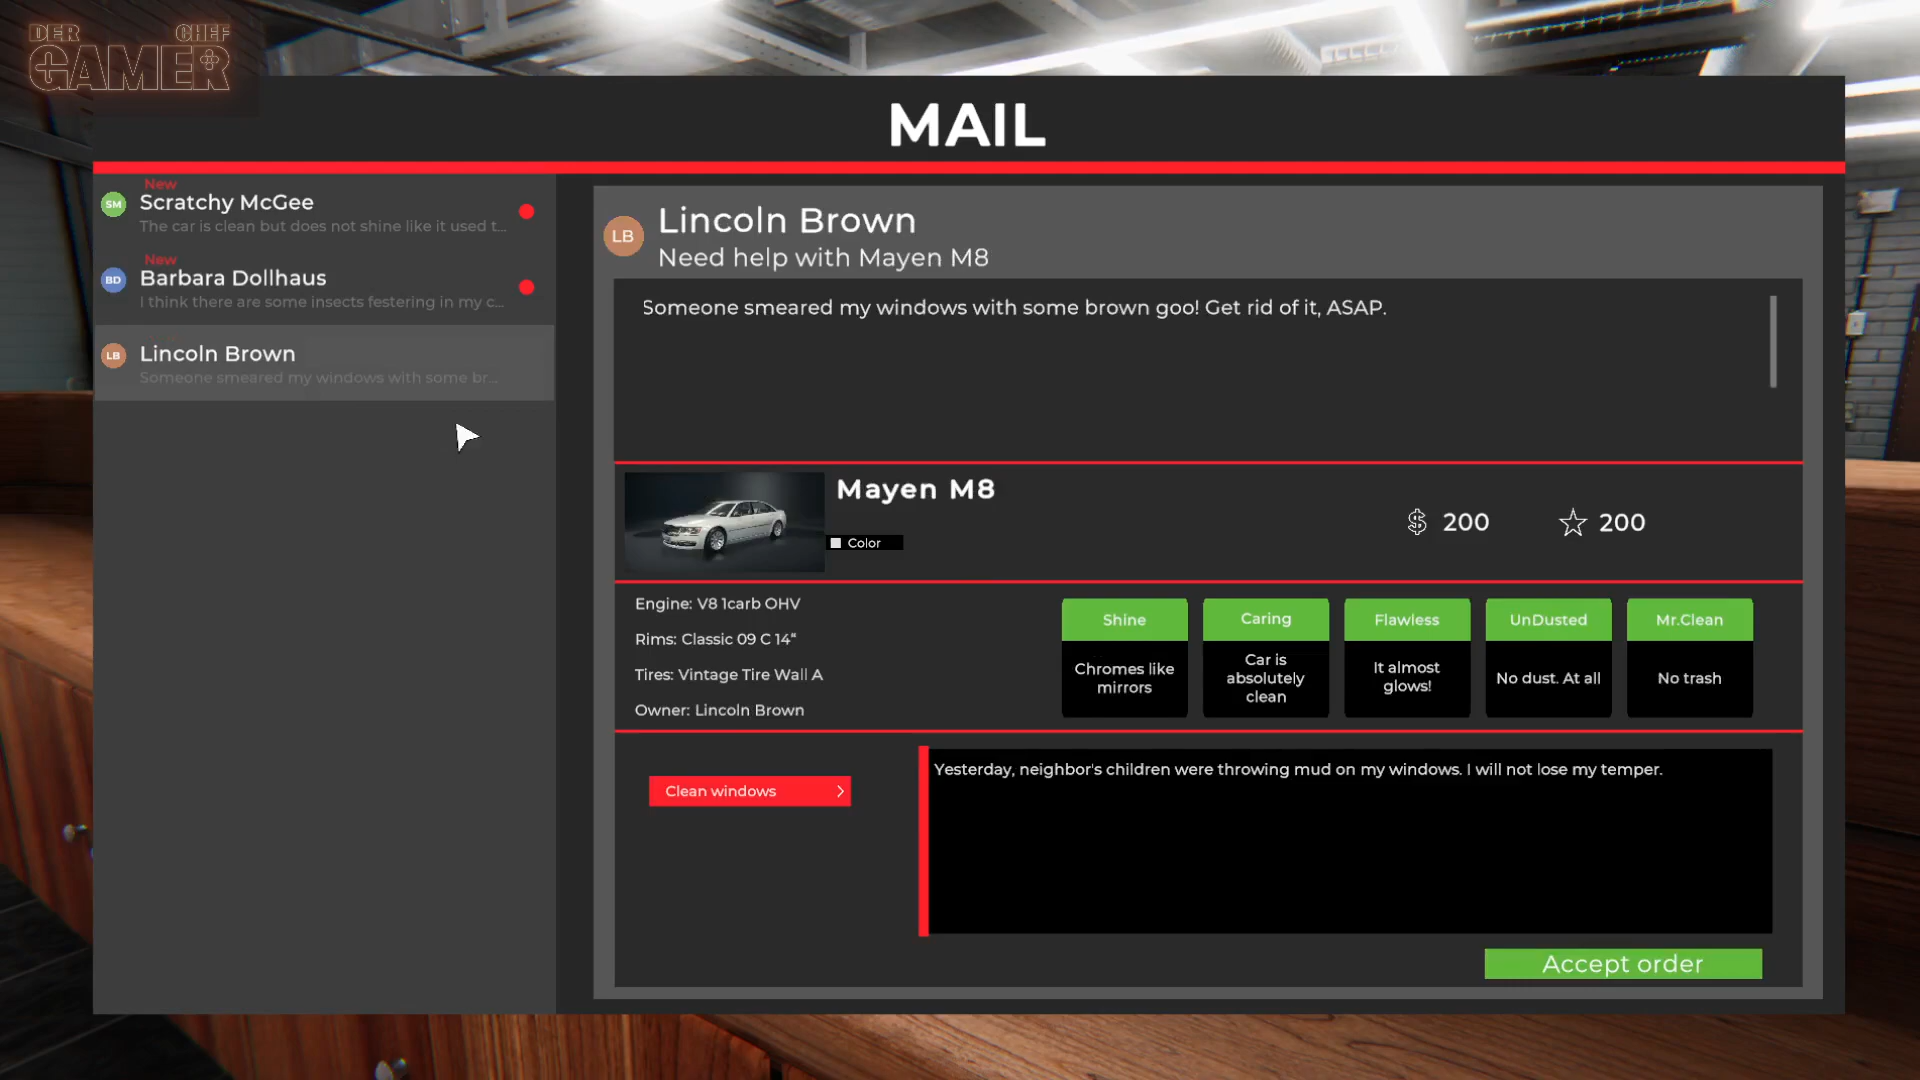 DER CHEF
GAMER
MAIL
New
SM
Scratchy McGee
The car is clean but does not shine like it used t...
New
BD
Barbara Dollhaus
I think there are some insects festering in my c...
LB
Lincoln Brown
Someone smeared my windows with some br...
LB
Lincoln Brown
Need help with Mayen M8
Someone smeared my windows with some brown goo! Get rid of it, ASAP.
Mayen M8
Color
$ 200
200
Engine: V8 1carb OHV
Rims: Classic 09 C 14"
Tires: Vintage Tire Wall A
Owner: Lincoln Brown
Shine
Chromes like
mirrors
Caring
Car is
absolutely
clean
Flawless
It almost
glows!
UnDusted
No dust. At all
Mr.Clean
No trash
Clean windows
Yesterday, neighbor's children were throwing mud on my windows. I will not lose my temper.
Accept order